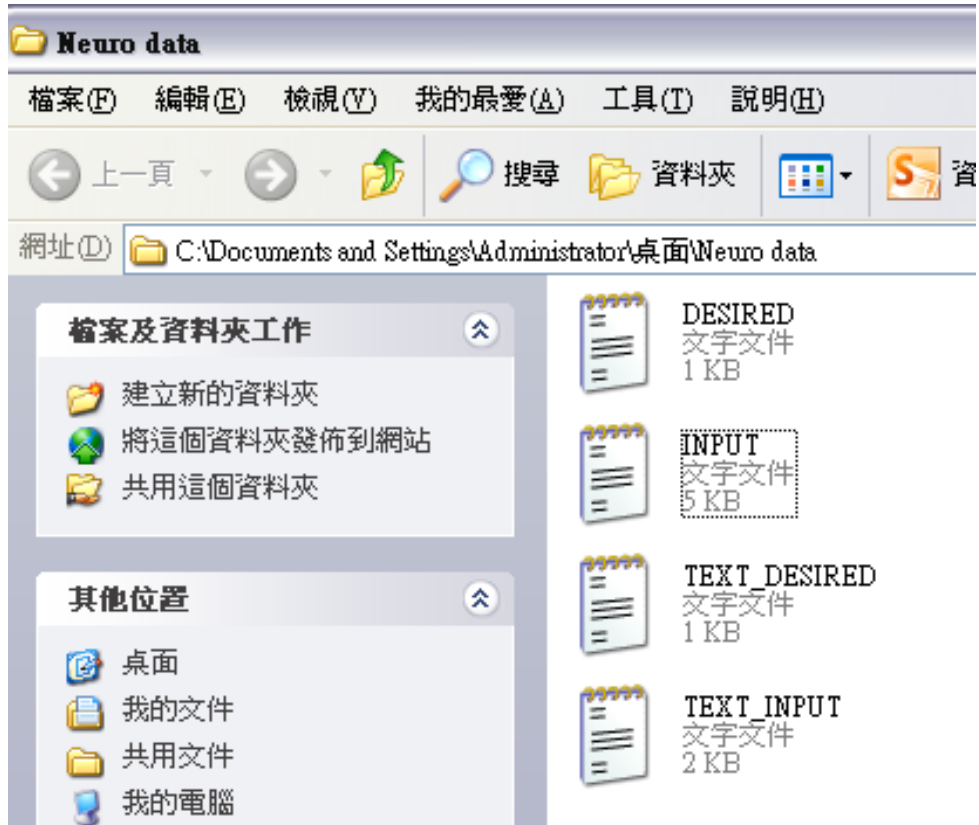 Neuro data
檔案(F) 編輯(E) 檢視(V) 我的最愛(A) 工具(T) 說明(H)
上一頁 搜尋 資料夾 資
網址(D) C:\Documents and Settings\Administrator\桌面\Neuro data
檔案及資料夾工作
建立新的資料夾
將這個資料夾發佈到網站
共用這個資料夾
其他位置
桌面
我的文件
共用文件
我的電腦
DESIRED
文字文件
1 KB
INPUT
文字文件
5 KB
TEXT_DESIRED
文字文件
1 KB
TEXT_INPUT
文字文件
2 KB